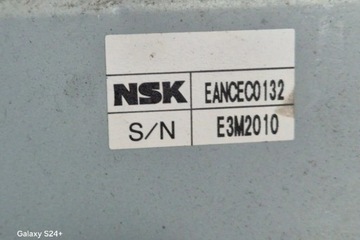 NSK EANCEC0132
S/N E3M2010
Galaxy S24+